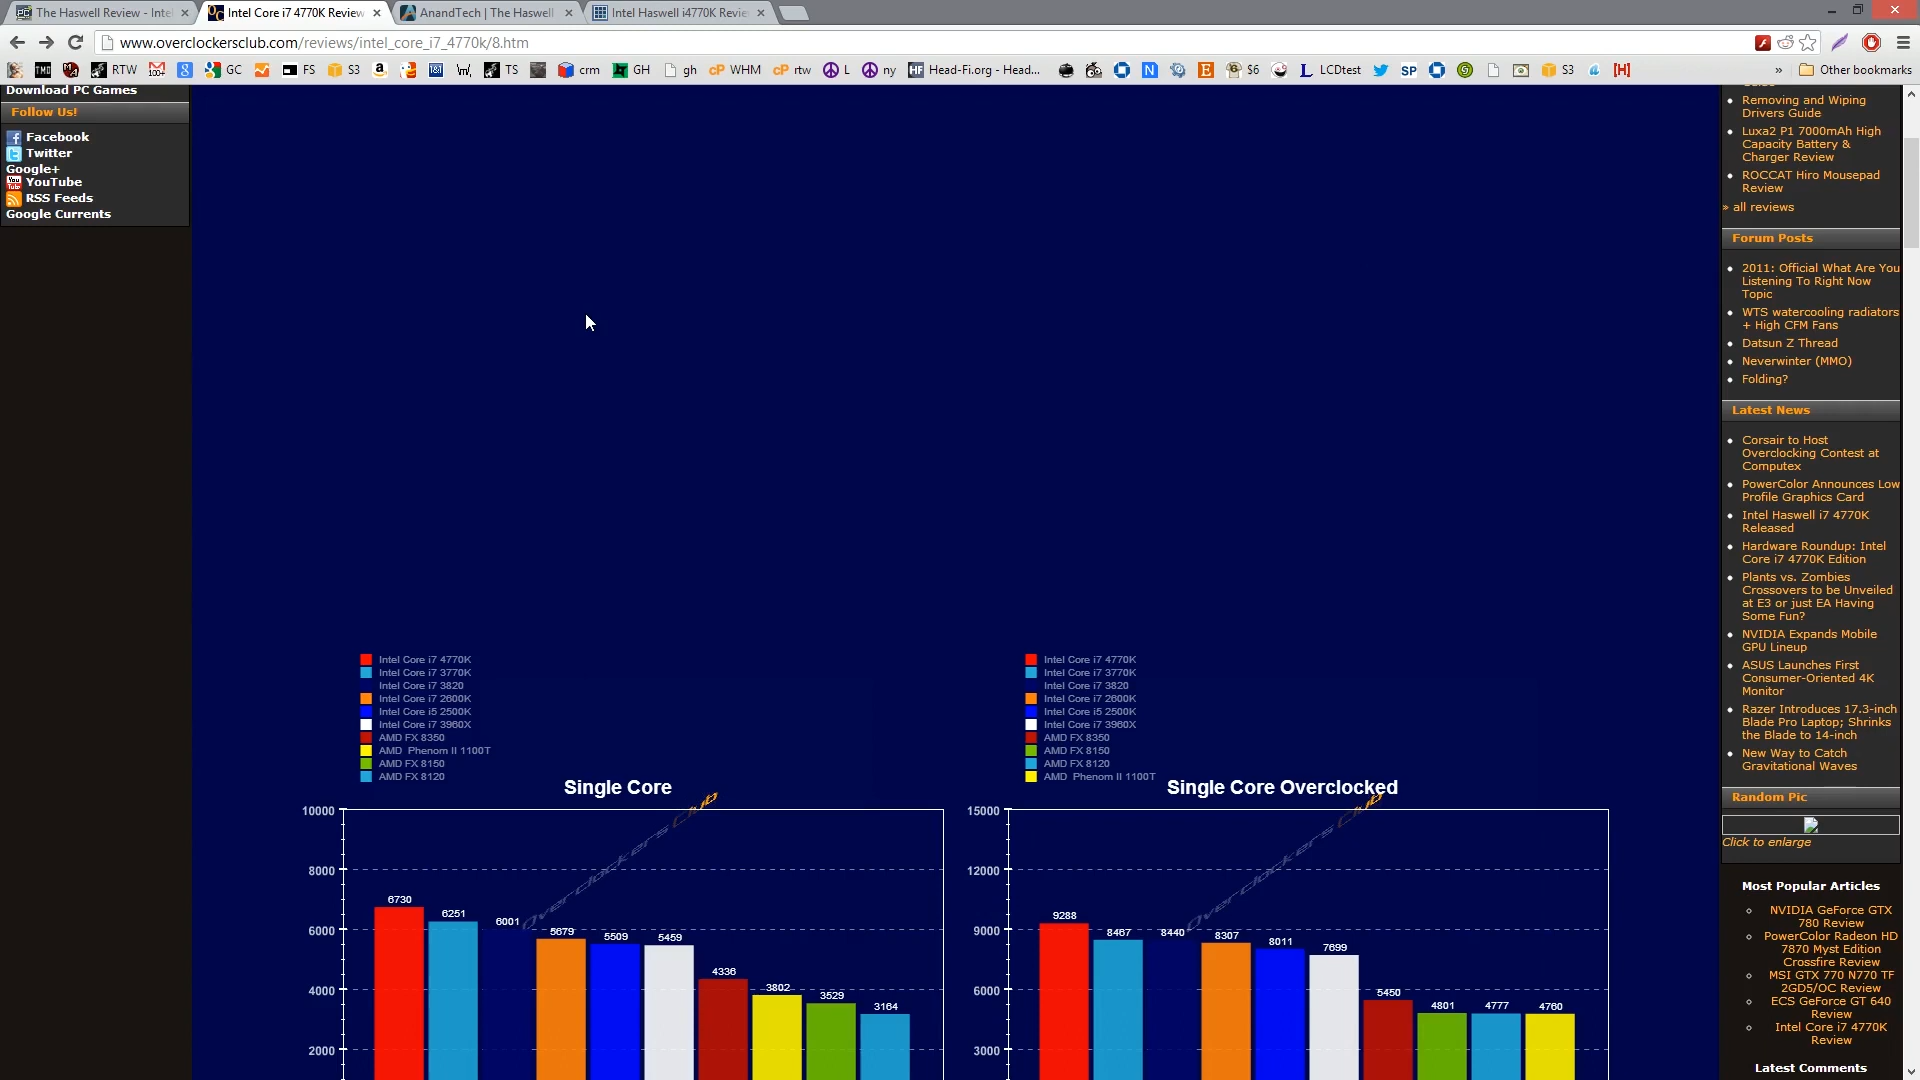 The Haswell Review - Inte
Intel Core i7 4770K Review
AnandTech | The Haswell
Intel Haswell i4770K Revie
www.overclockersclub.com/reviews/intel_core_i7_4770k/8.htm
RTW
GC
FS
S3
TS
crm
GH
gh
WHM
rtw
L
ny
Head-Fi.org - Head...
$6
LCDtest
S3
Other bookmarks
Download PC Games
Follow Us!
Facebook
Twitter
Google+
YouTube
RSS Feeds
Google Currents
Intel Core i7 4770K
Intel Core i7 3770K
Intel Core i7 3820
Intel Core i7 2600K
Intel Core i5 2500K
Intel Core i7 3960X
AMD FX 8350
AMD Phenom II 1100T
AMD FX 8150
AMD FX 8120
Single Core
10000
8000
6000
4000
2000
6730
6251
6001
5679
5509
5459
4336
3802
3529
3164
Overclockers Club
Intel Core i7 4770K
Intel Core i7 3770K
Intel Core i7 3820
Intel Core i7 2600K
Intel Core i5 2500K
Intel Core i7 3960X
AMD FX 8350
AMD FX 8150
AMD FX 8120
AMD Phenom II 1100T
Single Core Overclocked
15000
12000
9000
6000
3000
9288
8467
8440
8307
8011
7699
5450
4801
4777
4760
Overclockers Club
Removing and Wiping
Drivers Guide
Luxa2 P1 7000mAh High
Capacity Battery &
Charger Review
ROCCAT Hiro Mousepad
Review
» all reviews
Forum Posts
2011: Official What Are You
Listening To Right Now
Topic
WTS watercooling radiators
+ High CFM Fans
Datsun Z Thread
Neverwinter (MMO)
Folding?
Latest News
Corsair to Host
Overclocking Contest at
Computex
PowerColor Announces Low
Profile Graphics Card
Intel Haswell i7 4770K
Released
Hardware Roundup: Intel
Core i7 4770K Edition
Plants vs. Zombies
Crossovers to be Unveiled
at E3 or just EA Having
Some Fun?
NVIDIA Expands Mobile
GPU Lineup
ASUS Launches First
Consumer-Oriented 4K
Monitor
Razer Introduces 17.3-inch
Blade Pro Laptop; Shrinks
the Blade to 14-inch
New Way to Catch
Gravitational Waves
Random Pic
Click to enlarge
Most Popular Articles
NVIDIA GeForce GTX
780 Review
PowerColor Radeon HD
7870 Myst Edition
Crossfire Review
MSI GTX 770 N770 TF
2GD5/OC Review
ECS GeForce GT 640
Review
Intel Core i7 4770K
Review
Latest Comments